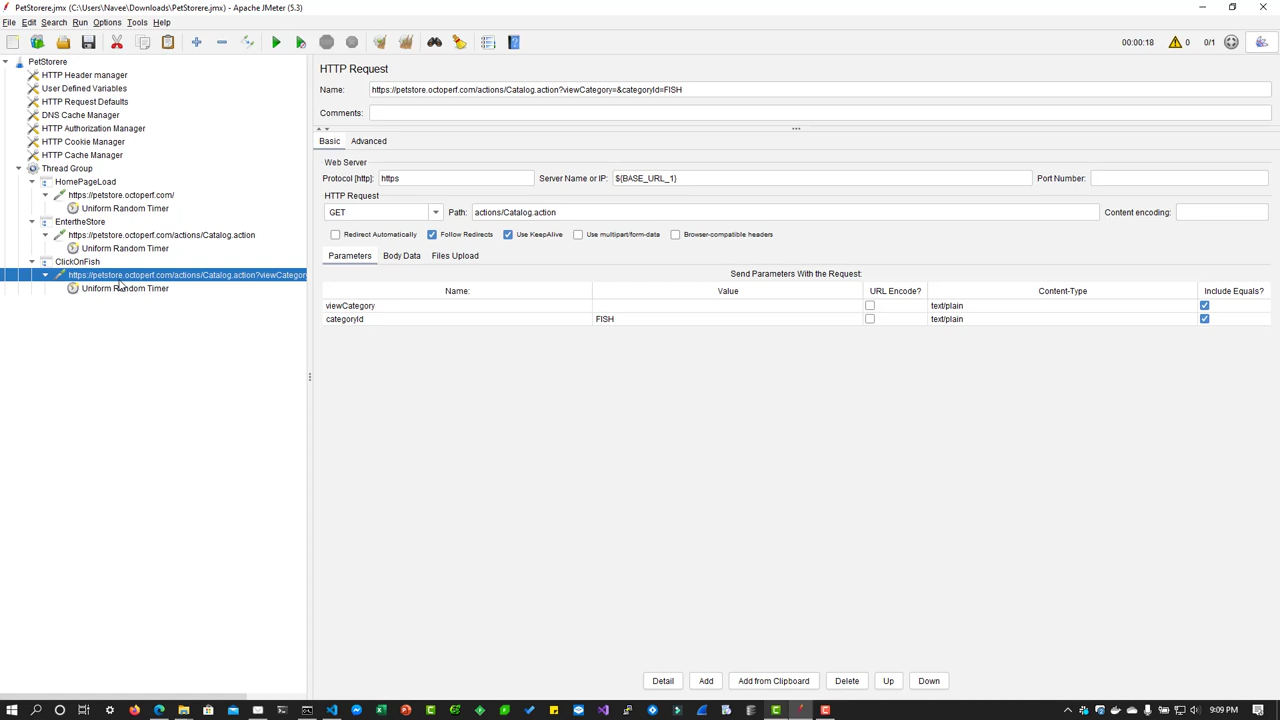 PetStorere.jmx (C:\Users\Navee\Downloads\PetStorere.jmx) - Apache JMeter (5.3)
File Edit Search Run Options Tools Help
00:00:18 0 0/1
PetStorere
HTTP Header manager
User Defined Variables
HTTP Request Defaults
DNS Cache Manager
HTTP Authorization Manager
HTTP Cookie Manager
HTTP Cache Manager
Thread Group
HomePageLoad
https://petstore.octoperf.com/
Uniform Random Timer
EntertheStore
https://petstore.octoperf.com/actions/Catalog.action
Uniform Random Timer
ClickOnFish
https://petstore.octoperf.com/actions/Catalog.action?viewCategor
Uniform Random Timer
HTTP Request
Name: https://petstore.octoperf.com/actions/Catalog.action?viewCategory=&categoryId=FISH
Comments:
Basic Advanced
Web Server
Protocol [http]: https Server Name or IP: ${BASE_URL_1} Port Number:
HTTP Request
GET Path: actions/Catalog.action Content encoding:
Redirect Automatically Follow Redirects Use KeepAlive Use multipart/form-data Browser-compatible headers
Parameters Body Data Files Upload
Send Parameters With the Request:
Name: Value URL Encode? Content-Type Include Equals?
viewCategory text/plain
categoryId FISH text/plain
Detail Add Add from Clipboard Delete Up Down
9:09 PM